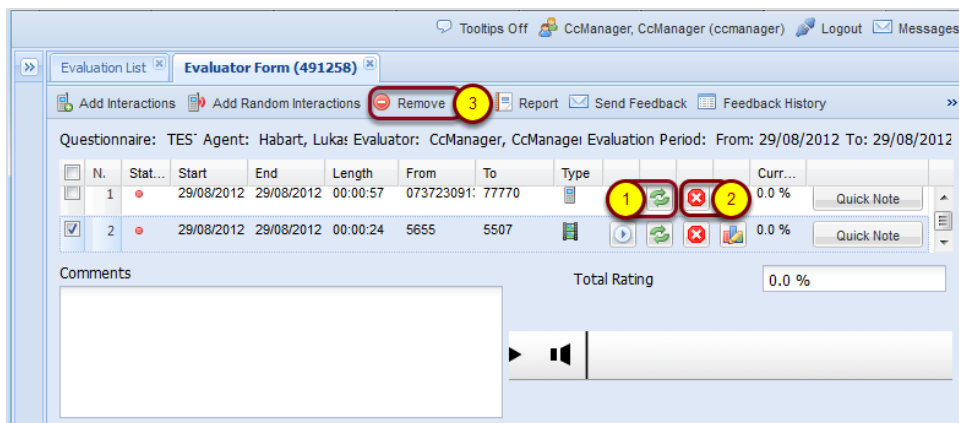 Tooltips Off CcManager, CcManager (ccmanager) Logout Messages
Evaluation List Evaluator Form (491258)
Add Interactions Add Random Interactions Remove 3 Report Send Feedback Feedback History »
Questionnaire: TES Agent: Habart, Lukas Evaluator: CcManager, CcManager Evaluation Period: From: 29/08/2012 To: 29/08/2012
N. Stat... Start End Length From To Type Curr...
1 29/08/2012 29/08/2012 00:00:57 0737230913 77770 1 2 0.0 % Quick Note
2 29/08/2012 29/08/2012 00:00:24 5655 5507 0.0 % Quick Note
Comments Total Rating 0.0 %